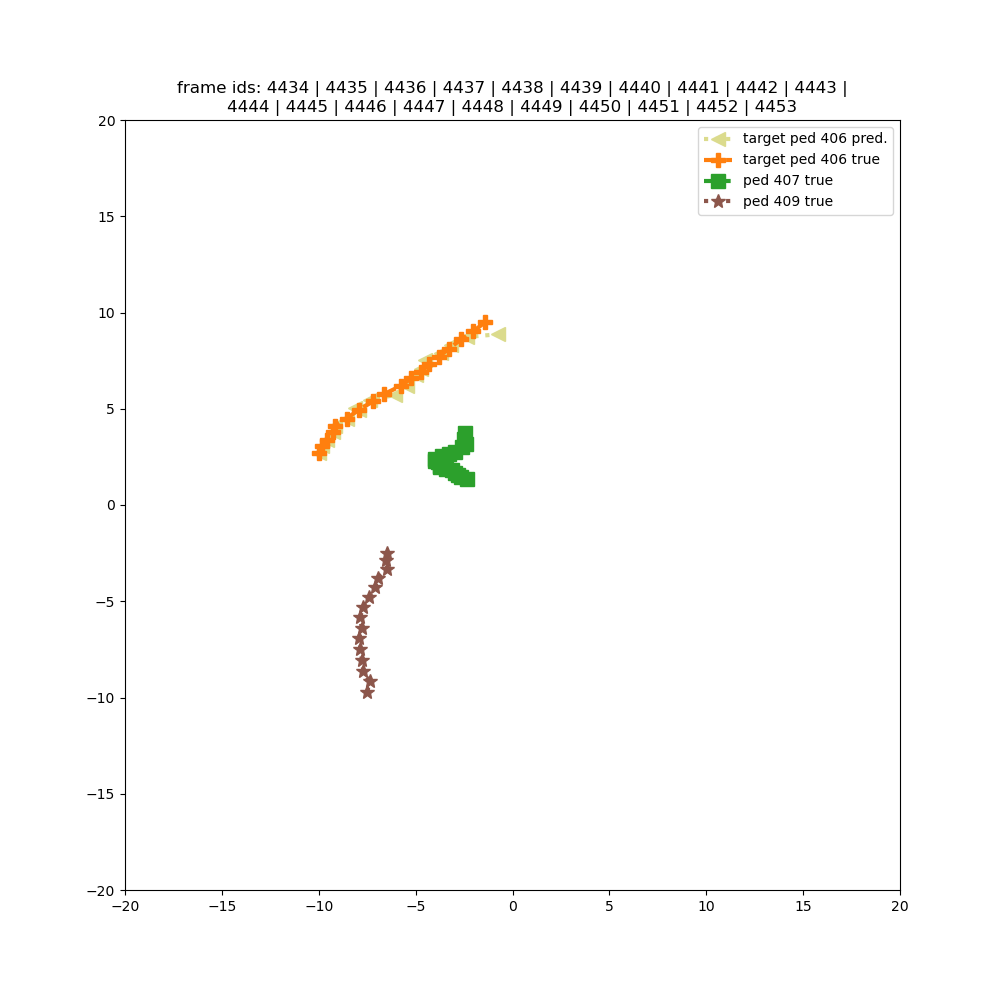 frame ids: 4434 | 4435 | 4436 | 4437 | 4438 | 4439 | 4440 | 4441 | 4442 | 4443 |
4444 | 4445 | 4446 | 4447 | 4448 | 4449 | 4450 | 4451 | 4452 | 4453
target ped 406 pred.
target ped 406 true
ped 407 true
ped 409 true
20
15
10
5
0
−5
−10
−15
−20
−20 −15 −10 −5 0 5 10 15 20